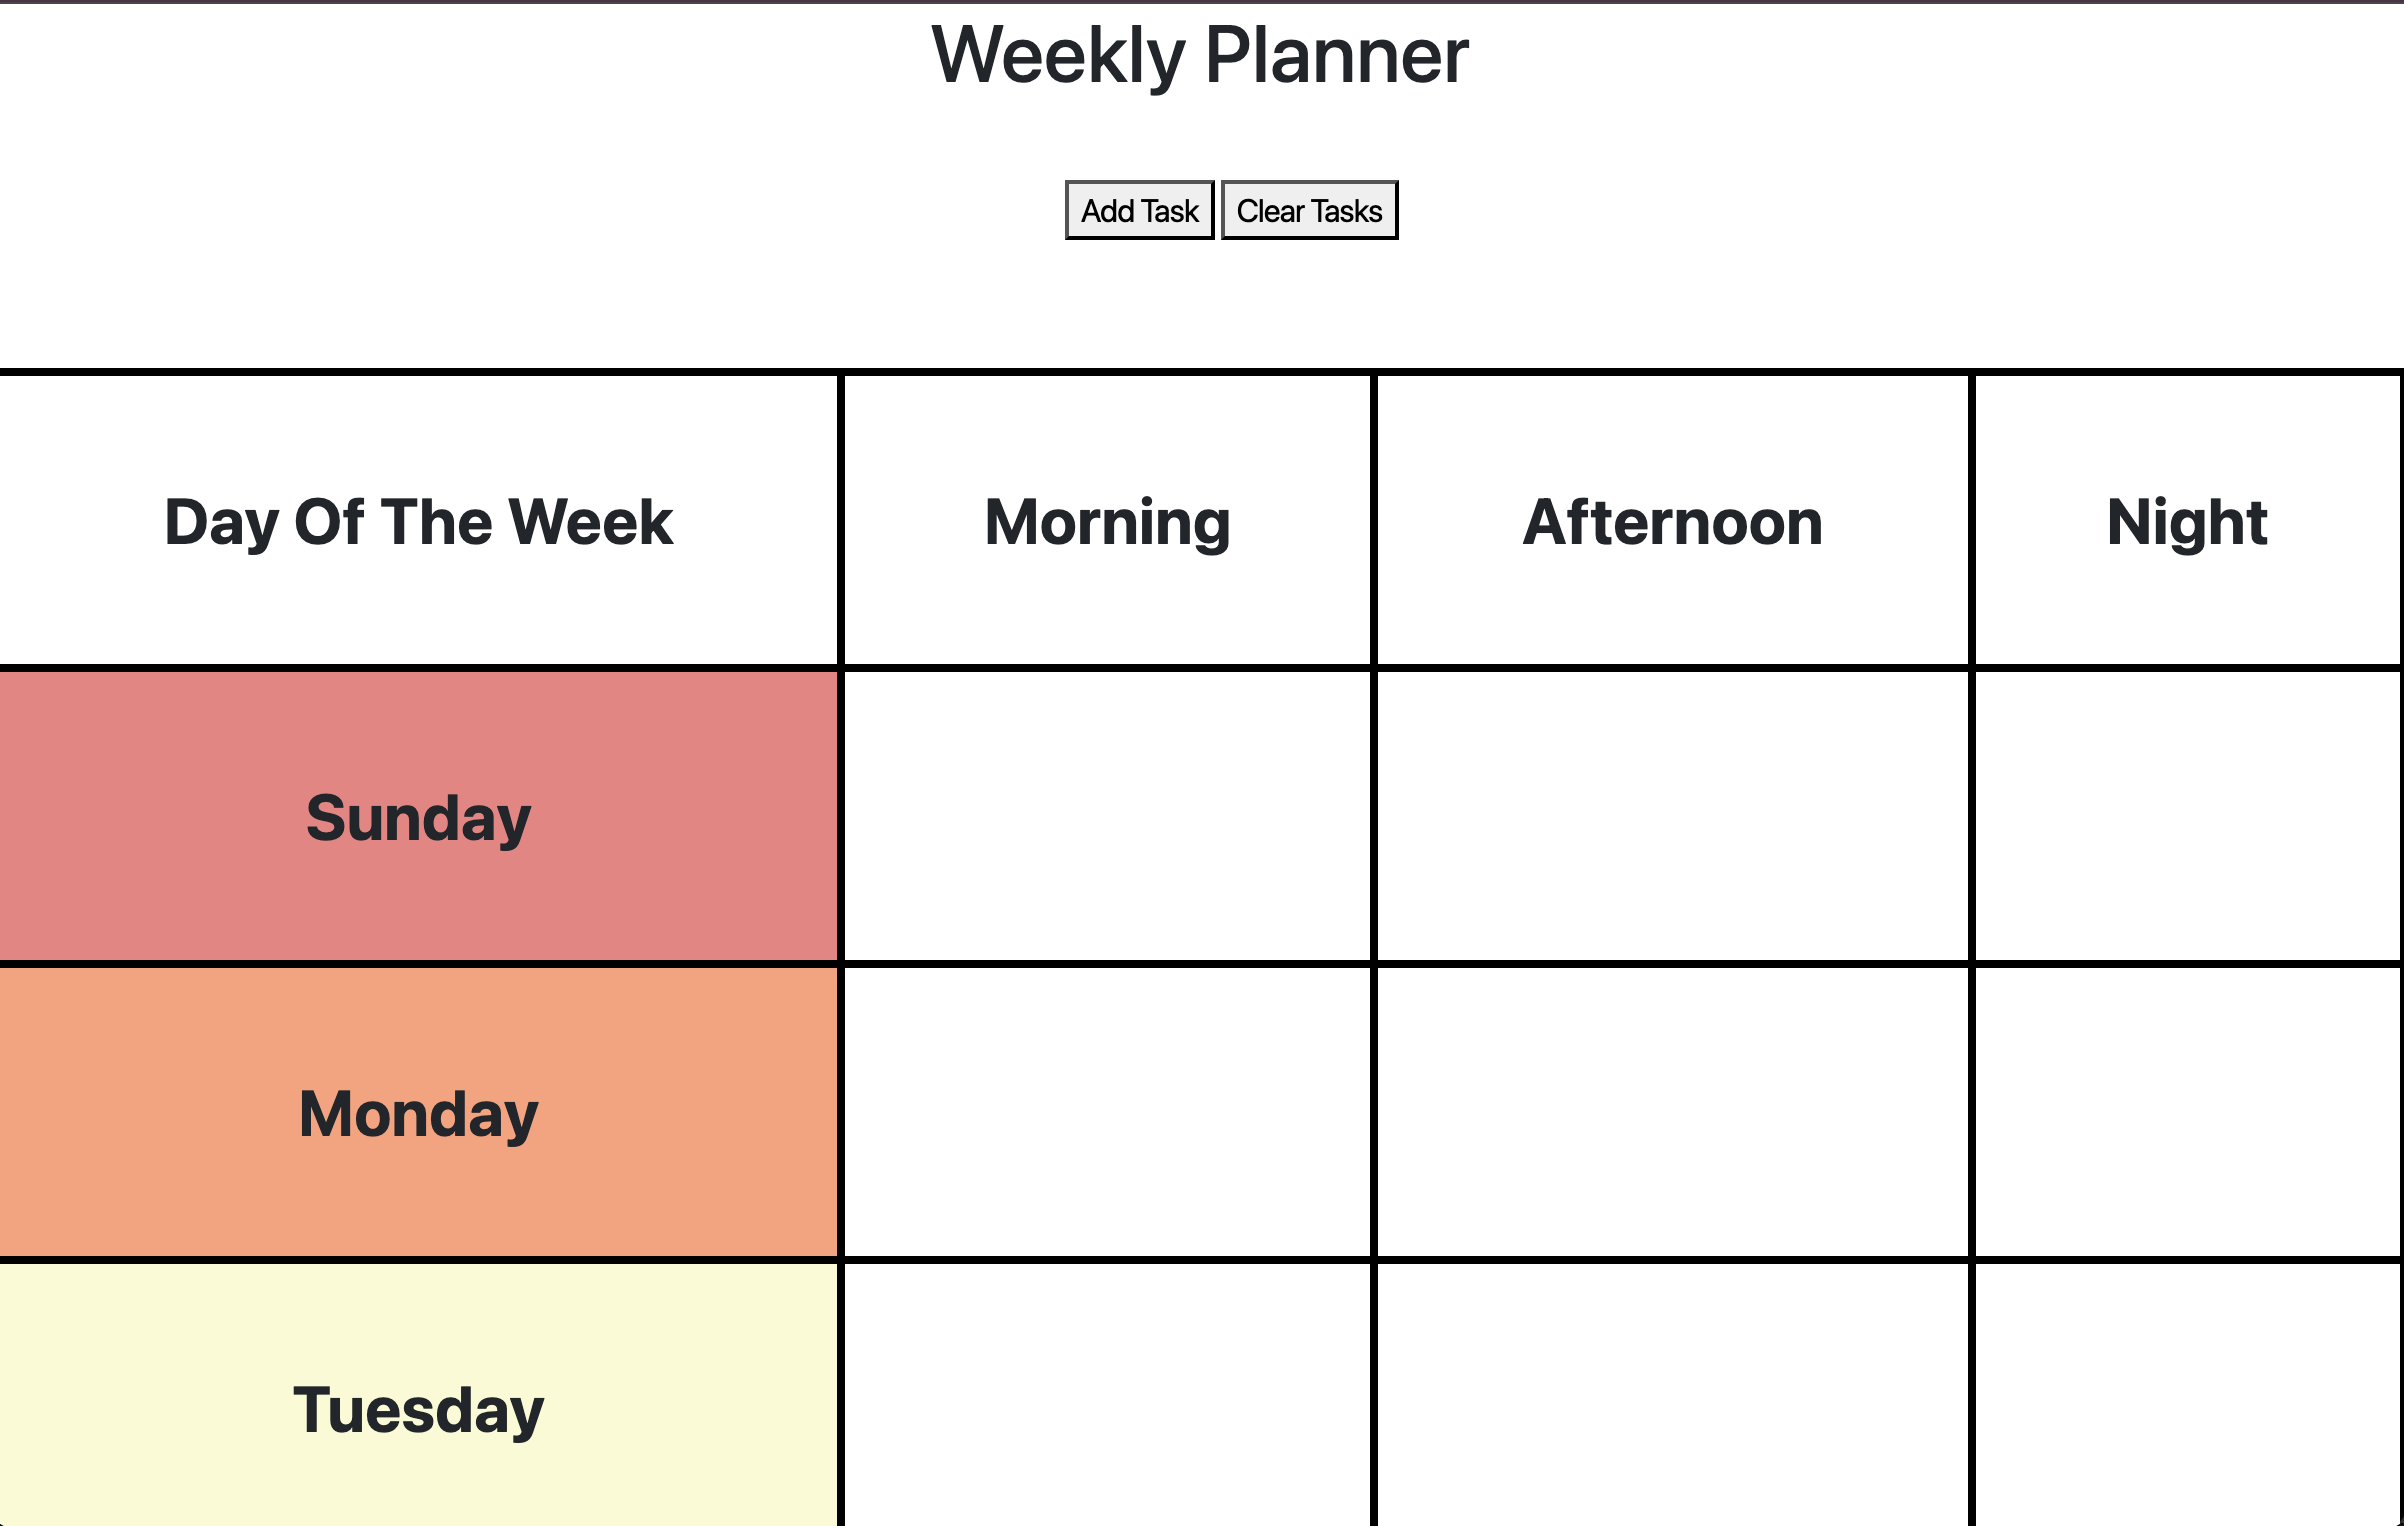 Weekly Planner
Add Task Clear Tasks
Day Of The Week Morning Afternoon Night
Sunday
Monday
Tuesday